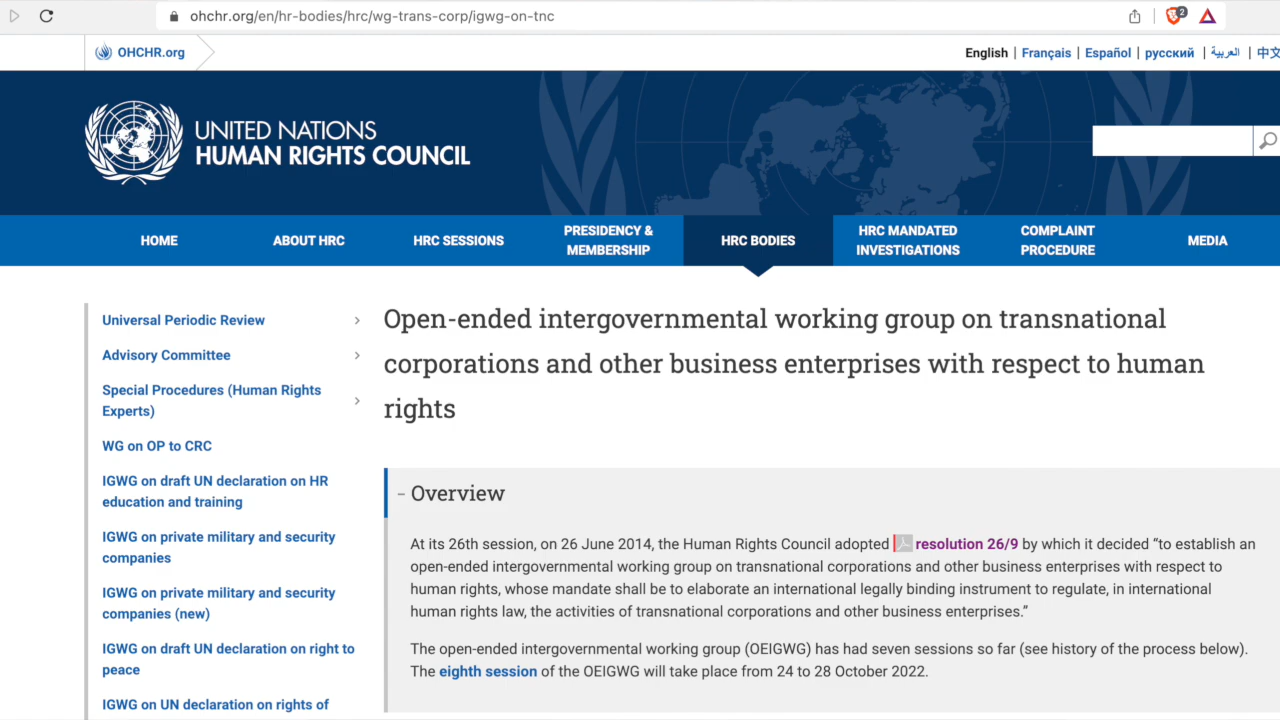 ohchr.org/en/hr-bodies/hrc/wg-trans-corp/igwg-on-tnc
2
OHCHR.org
English | Français | Español | русский | العربية | 中文
UNITED NATIONS
HUMAN RIGHTS COUNCIL
HOME
ABOUT HRC
HRC SESSIONS
PRESIDENCY &
MEMBERSHIP
HRC BODIES
HRC MANDATED
INVESTIGATIONS
COMPLAINT
PROCEDURE
MEDIA
Universal Periodic Review
Advisory Committee
Special Procedures (Human Rights
Experts)
WG on OP to CRC
IGWG on draft UN declaration on HR
education and training
IGWG on private military and security
companies
IGWG on private military and security
companies (new)
IGWG on draft UN declaration on right to
peace
IGWG on UN declaration on rights of
Open-ended intergovernmental working group on transnational
corporations and other business enterprises with respect to human
rights
– Overview
At its 26th session, on 26 June 2014, the Human Rights Council adopted resolution 26/9 by which it decided “to establish an
open-ended intergovernmental working group on transnational corporations and other business enterprises with respect to
human rights, whose mandate shall be to elaborate an international legally binding instrument to regulate, in international
human rights law, the activities of transnational corporations and other business enterprises.”
The open-ended intergovernmental working group (OEIGWG) has had seven sessions so far (see history of the process below).
The eighth session of the OEIGWG will take place from 24 to 28 October 2022.